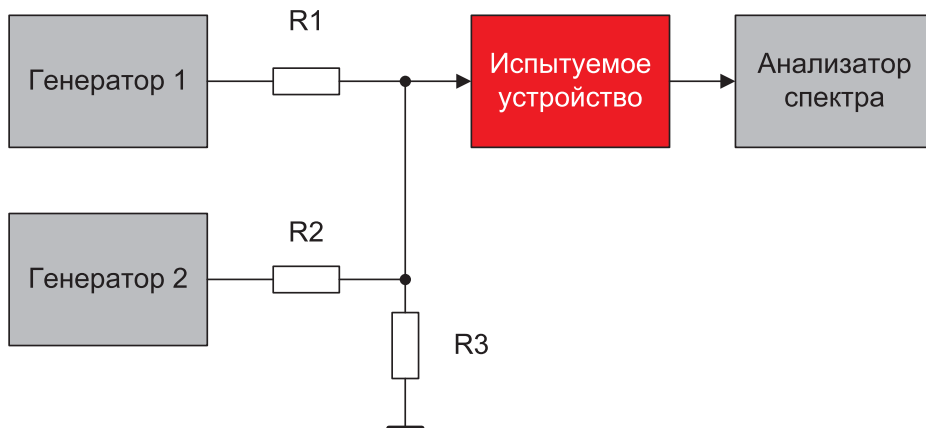 R1
Генератор 1
Испытуемое
устройство
Анализатор
спектра
R2
Генератор 2
R3